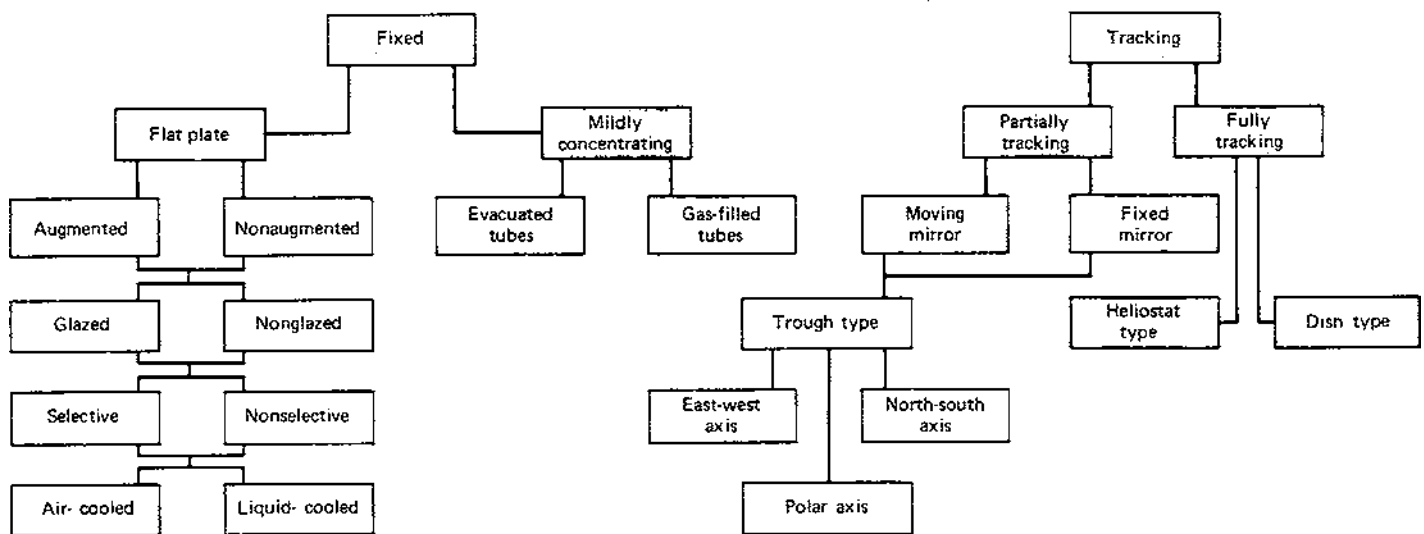 Fixed
Tracking
Flat plate
Mildly
concentrating
Partially
tracking
Fully
tracking
Augmented
Nonaugmented
Evacuated
tubes
Gas-filled
tubes
Moving
mirror
Fixed
mirror
Glazed
Nonglazed
Trough type
Heliostat
type
Disn type
Selective
Nonselective
East-west
axis
North-south
axis
Air- cooled
Liquid- cooled
Polar axis